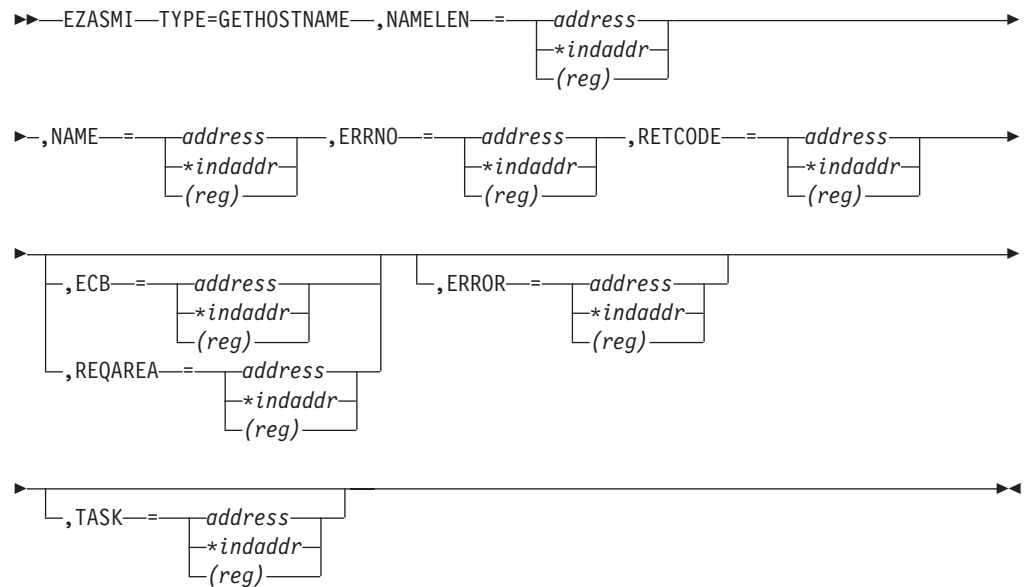 EZASMI TYPE=GETHOSTNAME ,NAMELEN = address
*indaddr
(reg)
,NAME = address ,ERRNO = address ,RETCODE = address
*indaddr *indaddr *indaddr
(reg) (reg) (reg)
,ECB = address ,ERROR = address
*indaddr *indaddr
(reg) (reg)
,REQAREA = address
*indaddr
(reg)
,TASK = address
*indaddr
(reg)